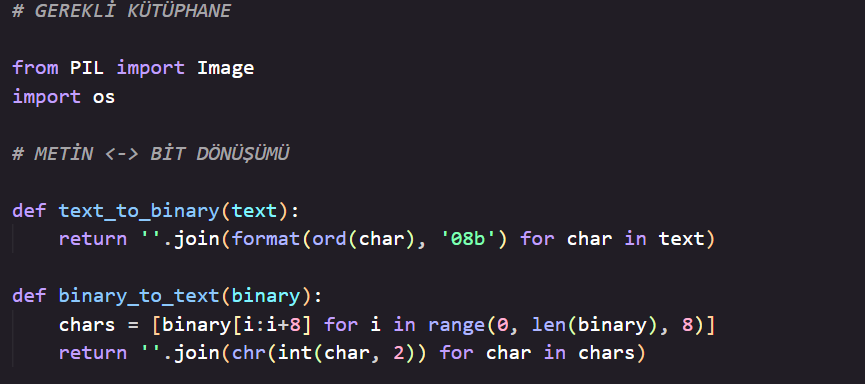 # GEREKLİ KÜTÜPHANE
from PIL import Image
import os
# METİN <-> BİT DÖNÜŞÜMÜ
def text_to_binary(text):
    return ''.join(format(ord(char), '08b') for char in text)
def binary_to_text(binary):
    chars = [binary[i:i+8] for i in range(0, len(binary), 8)]
    return ''.join(chr(int(char, 2)) for char in chars)